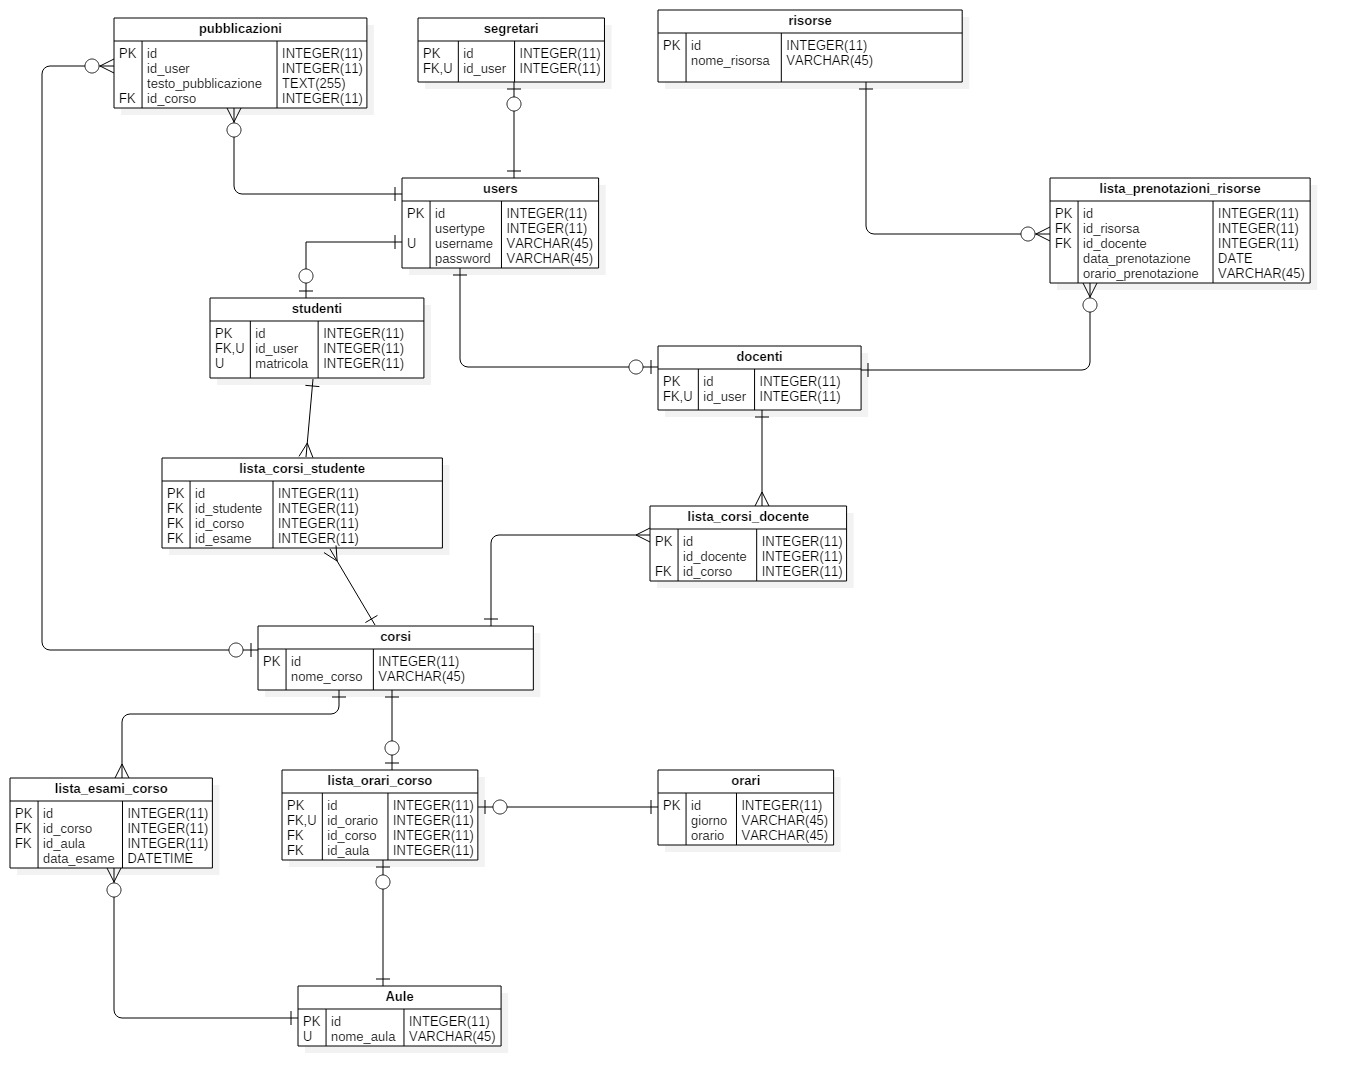 pubblicazioni
PK id INTEGER(11)
id_user INTEGER(11)
testo_pubblicazione TEXT(255)
FK id_corso INTEGER(11)
segretari
PK id INTEGER(11)
FK,U id_user INTEGER(11)
risorse
PK id INTEGER(11)
nome_risorsa VARCHAR(45)
users
PK id INTEGER(11)
usertype INTEGER(11)
U username VARCHAR(45)
password VARCHAR(45)
lista_prenotazioni_risorse
PK id INTEGER(11)
FK id_risorsa INTEGER(11)
FK id_docente INTEGER(11)
data_prenotazione DATE
orario_prenotazione VARCHAR(45)
studenti
PK id INTEGER(11)
FK,U id_user INTEGER(11)
U matricola INTEGER(11)
docenti
PK id INTEGER(11)
FK,U id_user INTEGER(11)
lista_corsi_studente
PK id INTEGER(11)
FK id_studente INTEGER(11)
FK id_corso INTEGER(11)
FK id_esame INTEGER(11)
lista_corsi_docente
PK id INTEGER(11)
id_docente INTEGER(11)
FK id_corso INTEGER(11)
corsi
PK id INTEGER(11)
nome_corso VARCHAR(45)
lista_esami_corso
PK id INTEGER(11)
FK id_corso INTEGER(11)
FK id_aula INTEGER(11)
data_esame DATETIME
lista_orari_corso
PK id INTEGER(11)
FK,U id_orario INTEGER(11)
FK id_corso INTEGER(11)
FK id_aula INTEGER(11)
orari
PK id INTEGER(11)
giorno VARCHAR(45)
orario VARCHAR(45)
Aule
PK id INTEGER(11)
U nome_aula VARCHAR(45)